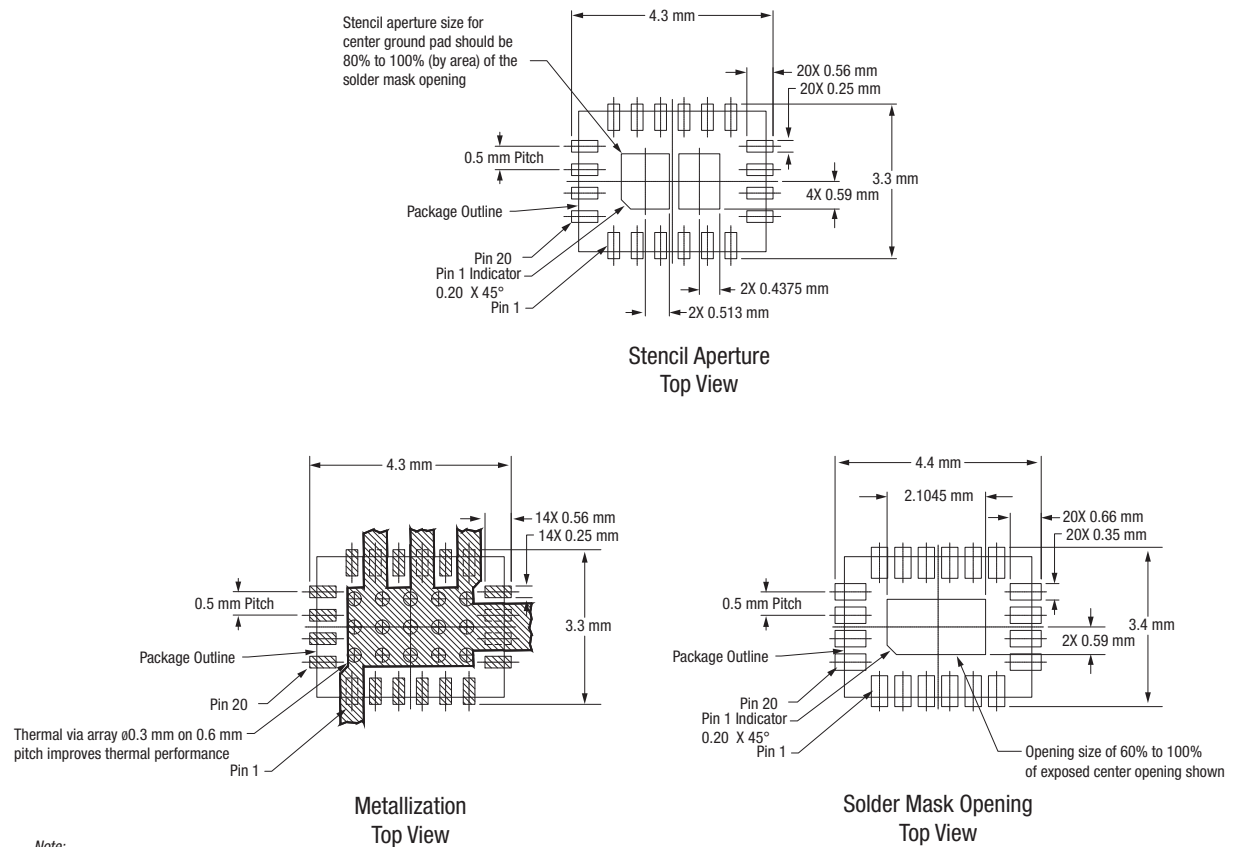 Stencil aperture size for
center ground pad should be
80% to 100% (by area) of the
solder mask opening
4.3 mm
20X 0.56 mm
20X 0.25 mm
0.5 mm Pitch
3.3 mm
4X 0.59 mm
Package Outline
Pin 20
Pin 1 Indicator
0.20 X 45°
Pin 1
2X 0.4375 mm
2X 0.513 mm
Stencil Aperture
Top View
4.3 mm
14X 0.56 mm
14X 0.25 mm
0.5 mm Pitch
3.3 mm
Package Outline
Pin 20
Thermal via array ø0.3 mm on 0.6 mm
pitch improves thermal performance
Pin 1
Metallization
Top View
4.4 mm
2.1045 mm
20X 0.66 mm
20X 0.35 mm
0.5 mm Pitch
3.4 mm
2X 0.59 mm
Package Outline
Pin 20
Pin 1 Indicator
0.20 X 45°
Pin 1
Opening size of 60% to 100%
of exposed center opening shown
Solder Mask Opening
Top View
Note: